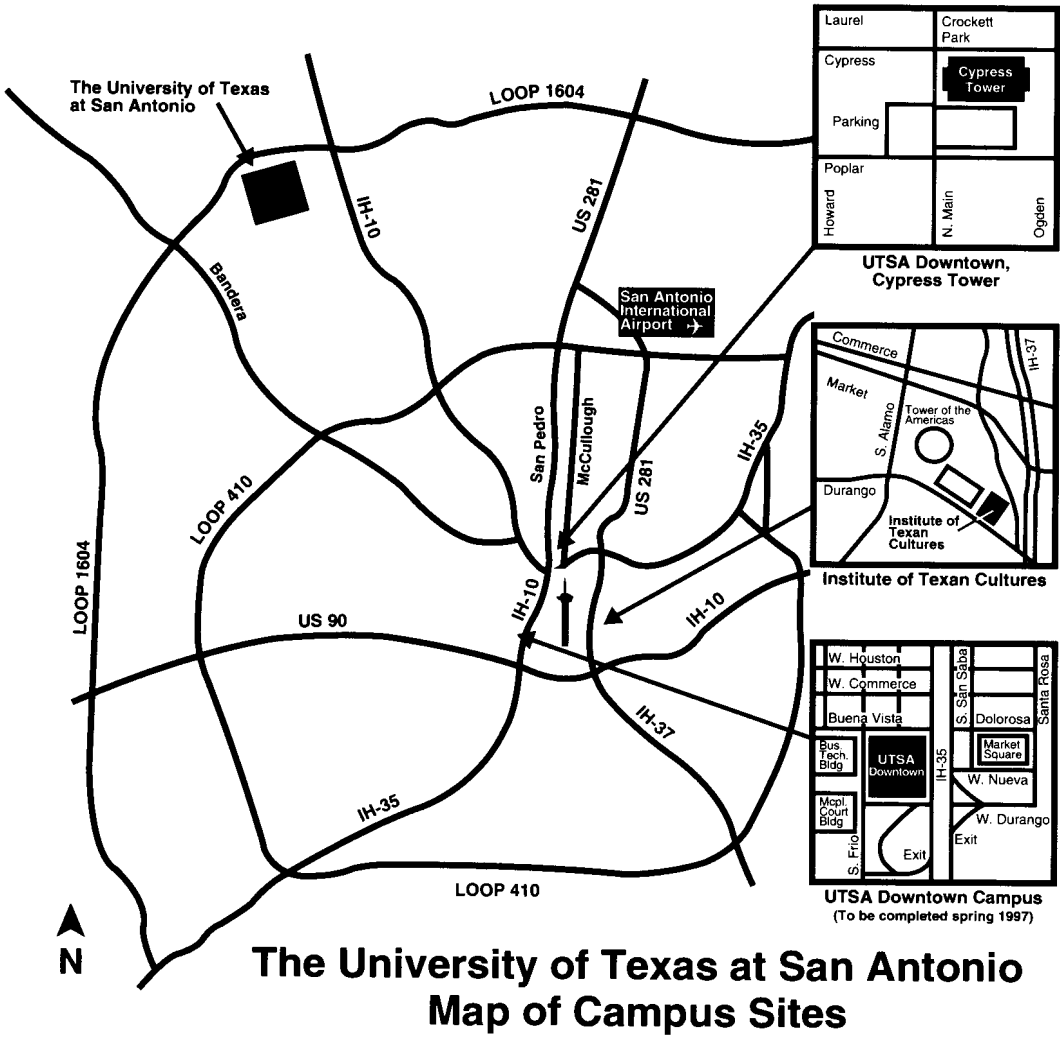 The University of Texas
at San Antonio
LOOP 1604
IH-10
US 281
Bandera
San Antonio
International
Airport
San Pedro
McCullough
US 281
IH-35
LOOP 410
LOOP 1604
US 90
IH-10
IH-10
IH-37
IH-35
LOOP 410
N
Laurel
Crockett
Park
Cypress
Cypress
Tower
Parking
Poplar
Howard
N. Main
Ogden
UTSA Downtown,
Cypress Tower
Commerce
IH-37
Market
S. Alamo
Tower of the
Americas
Durango
Institute of
Texan
Cultures
Institute of Texan Cultures
W. Houston
W. Commerce
Buena Vista
S. San Saba
Dolorosa
Santa Rosa
Bus.
Tech.
Bldg
UTSA
Downtown
IH-35
Market
Square
W. Nueva
Mcpl.
Court
Bldg
W. Durango
S. Frio
Exit
Exit
UTSA Downtown Campus
(To be completed spring 1997)
The University of Texas at San Antonio
Map of Campus Sites